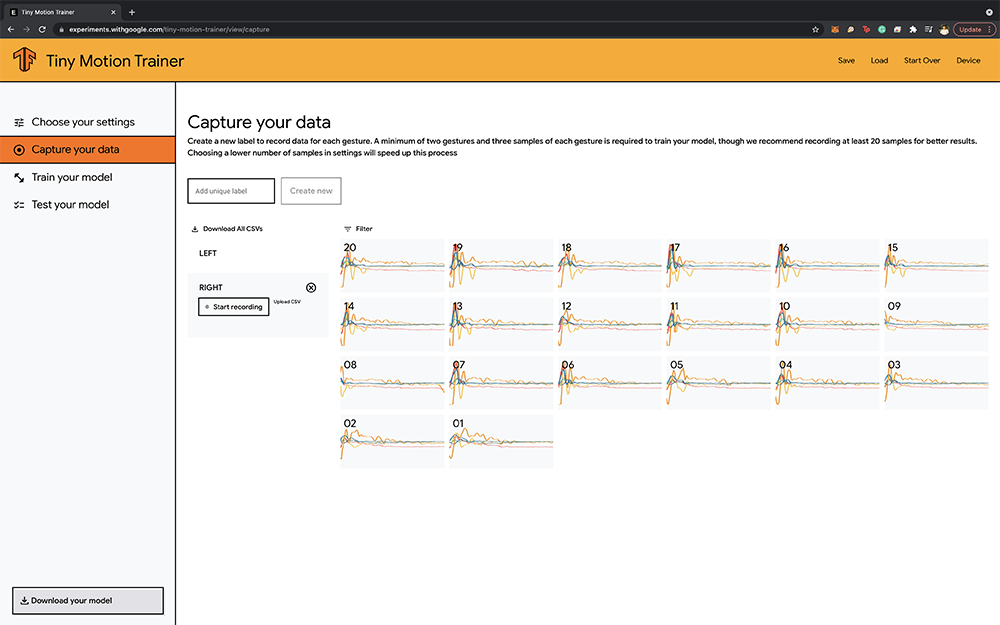 Tiny Motion Trainer
experiments.withgoogle.com/tiny-motion-trainer/view/capture
Update
Tiny Motion Trainer
Save Load Start Over Device
Choose your settings
Capture your data
Train your model
Test your model
Download your model
Capture your data
Create a new label to record data for each gesture. A minimum of two gestures and three samples of each gesture is required to train your model, though we recommend recording at least 20 samples for better results.
Choosing a lower number of samples in settings will speed up this process
Add unique label Create new
Download All CSVs
LEFT
RIGHT
Start recording Upload CSV
Filter
20 19 18 17 16 15
14 13 12 11 10 09
08 07 06 05 04 03
02 01